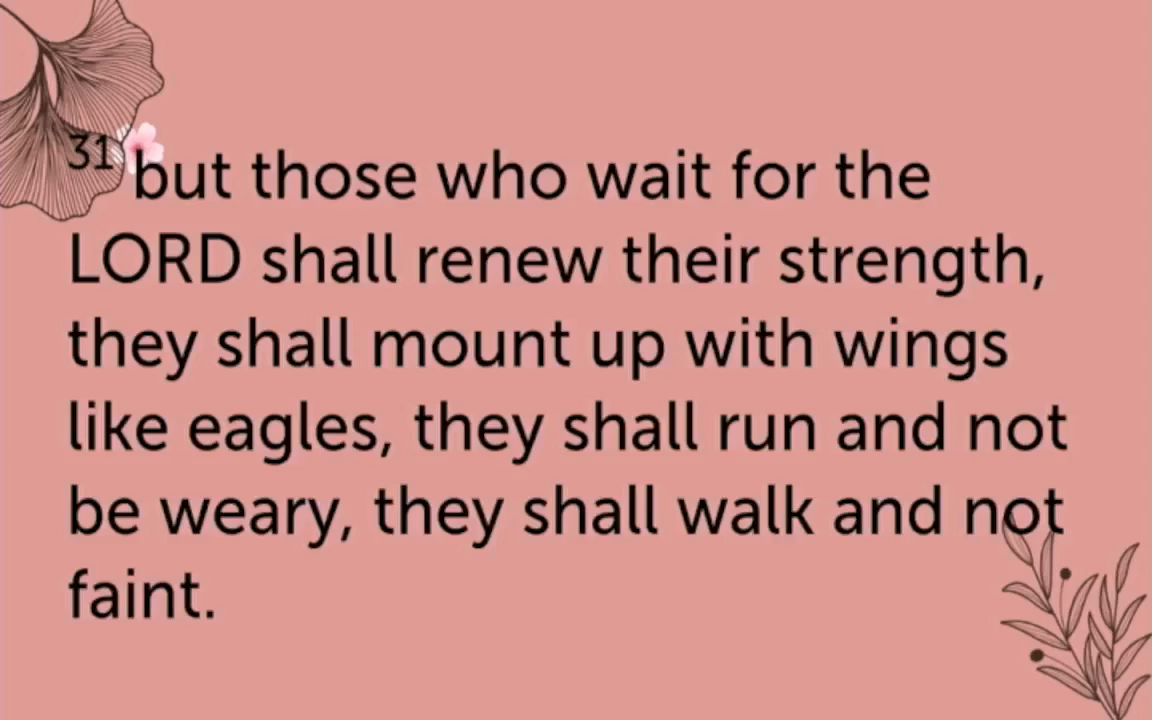 31 but those who wait for the
LORD shall renew their strength,
they shall mount up with wings
like eagles, they shall run and not
be weary, they shall walk and not
faint.